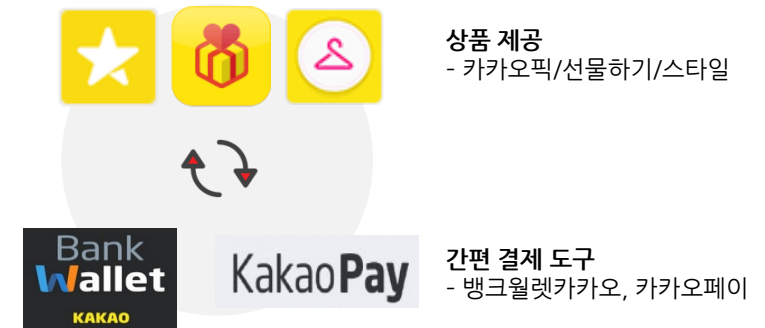 상품 제공
- 카카오픽/선물하기/스타일
Bank
Wallet
KAKAO
KakaoPay
간편 결제 도구
- 뱅크월렛카카오, 카카오페이